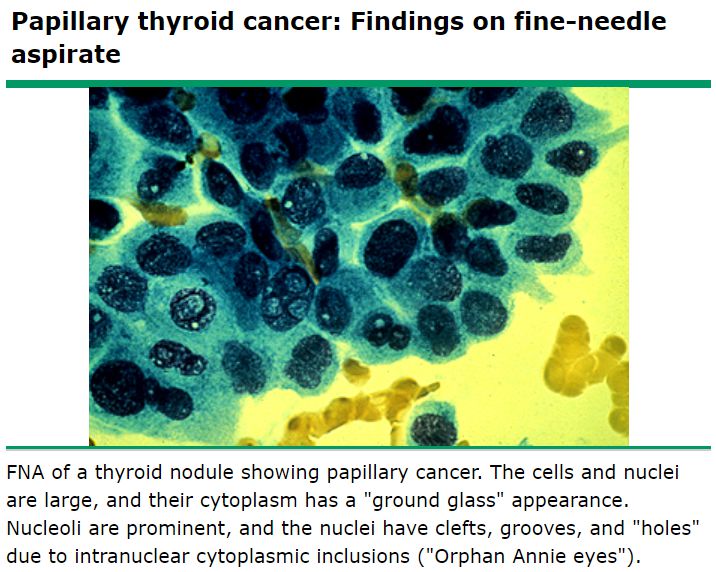 Papillary thyroid cancer: Findings on fine-needle
aspirate
FNA of a thyroid nodule showing papillary cancer. The cells and nuclei
are large, and their cytoplasm has a "ground glass" appearance.
Nucleoli are prominent, and the nuclei have clefts, grooves, and "holes"
due to intranuclear cytoplasmic inclusions ("Orphan Annie eyes").